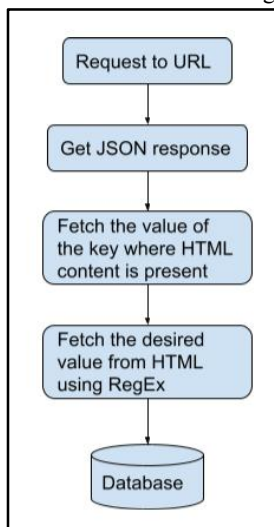 Request to URL
Get JSON response
Fetch the value of
the key where HTML
content is present
Fetch the desired
value from HTML
using RegEx
Database